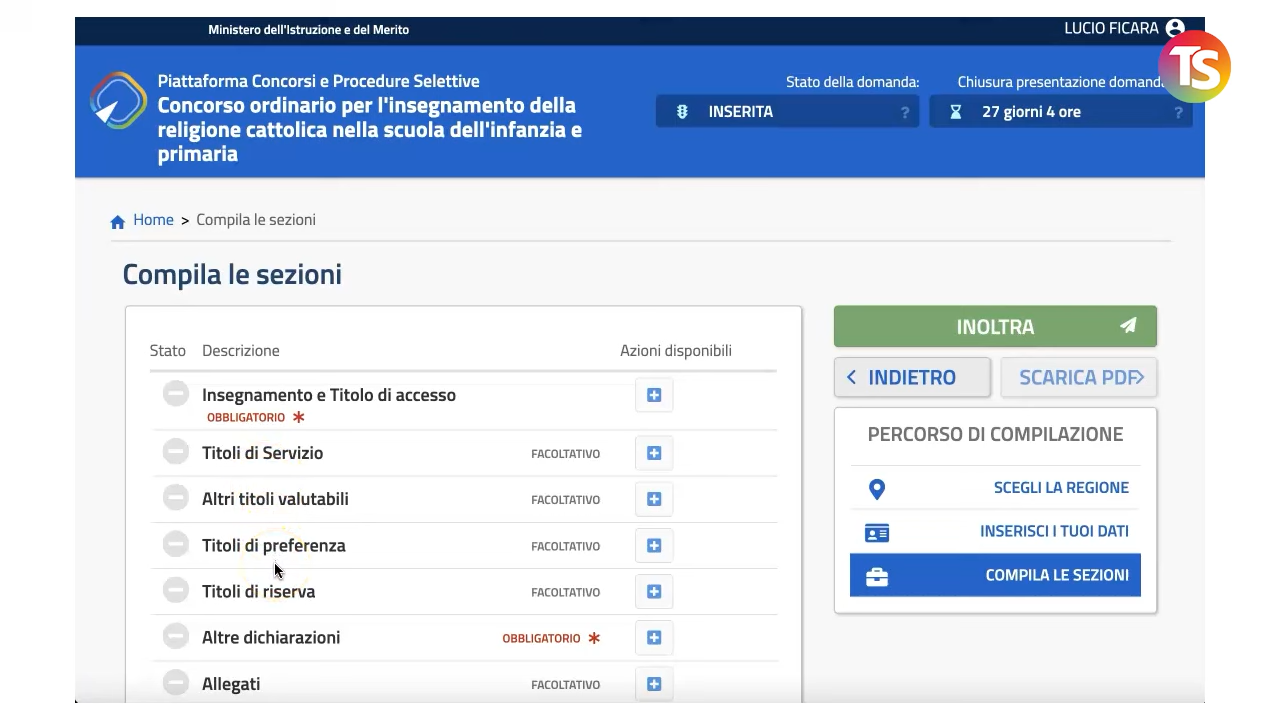 Ministero dell'Istruzione e del Merito
LUCIO FICARA
TS
Piattaforma Concorsi e Procedure Selettive
Concorso ordinario per l'insegnamento della
religione cattolica nella scuola dell'infanzia e
primaria
Stato della domanda:
INSERITA ?
Chiusura presentazione domanda
27 giorni 4 ore ?
Home > Compila le sezioni
Compila le sezioni
Stato Descrizione Azioni disponibili
Insegnamento e Titolo di accesso
OBBLIGATORIO *
Titoli di Servizio FACOLTATIVO
Altri titoli valutabili FACOLTATIVO
Titoli di preferenza FACOLTATIVO
Titoli di riserva FACOLTATIVO
Altre dichiarazioni OBBLIGATORIO *
Allegati FACOLTATIVO
INOLTRA
INDIETRO
SCARICA PDF
PERCORSO DI COMPILAZIONE
SCEGLI LA REGIONE
INSERISCI I TUOI DATI
COMPILA LE SEZIONI